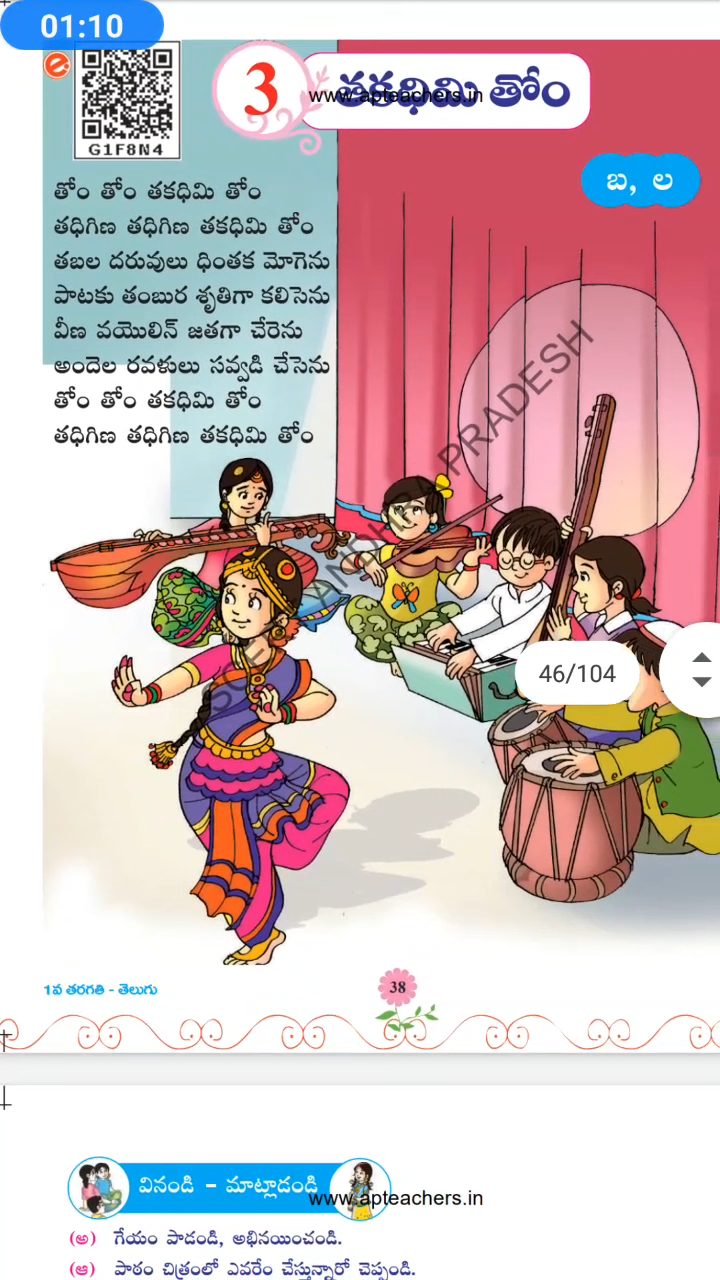 01:10
e
G1F8N4
3
తకధిమి తోం
www.apteachers.in
బ, ల
తోం తోం తకధిమి తోం
తధిగిణ తధిగిణ తకధిమి తోం
తబల దరువులు ధింతక మోగెను
పాటకు తంబుర శృతిగా కలిసెను
వీణ వయొలిన్ జతగా చేరెను
అందెల రవళులు సవ్వడి చేసెను
తోం తోం తకధిమి తోం
తధిగిణ తధిగిణ తకధిమి తోం
PRADESH
46/104
1వ తరగతి - తెలుగు
38
వినండి - మాట్లాడండి
www.apteachers.in
(అ) గేయం పాడండి, అభినయించండి.
(ఆ) పాఠం చిత్రంలో ఎవరేం చేస్తున్నారో చెప్పండి.